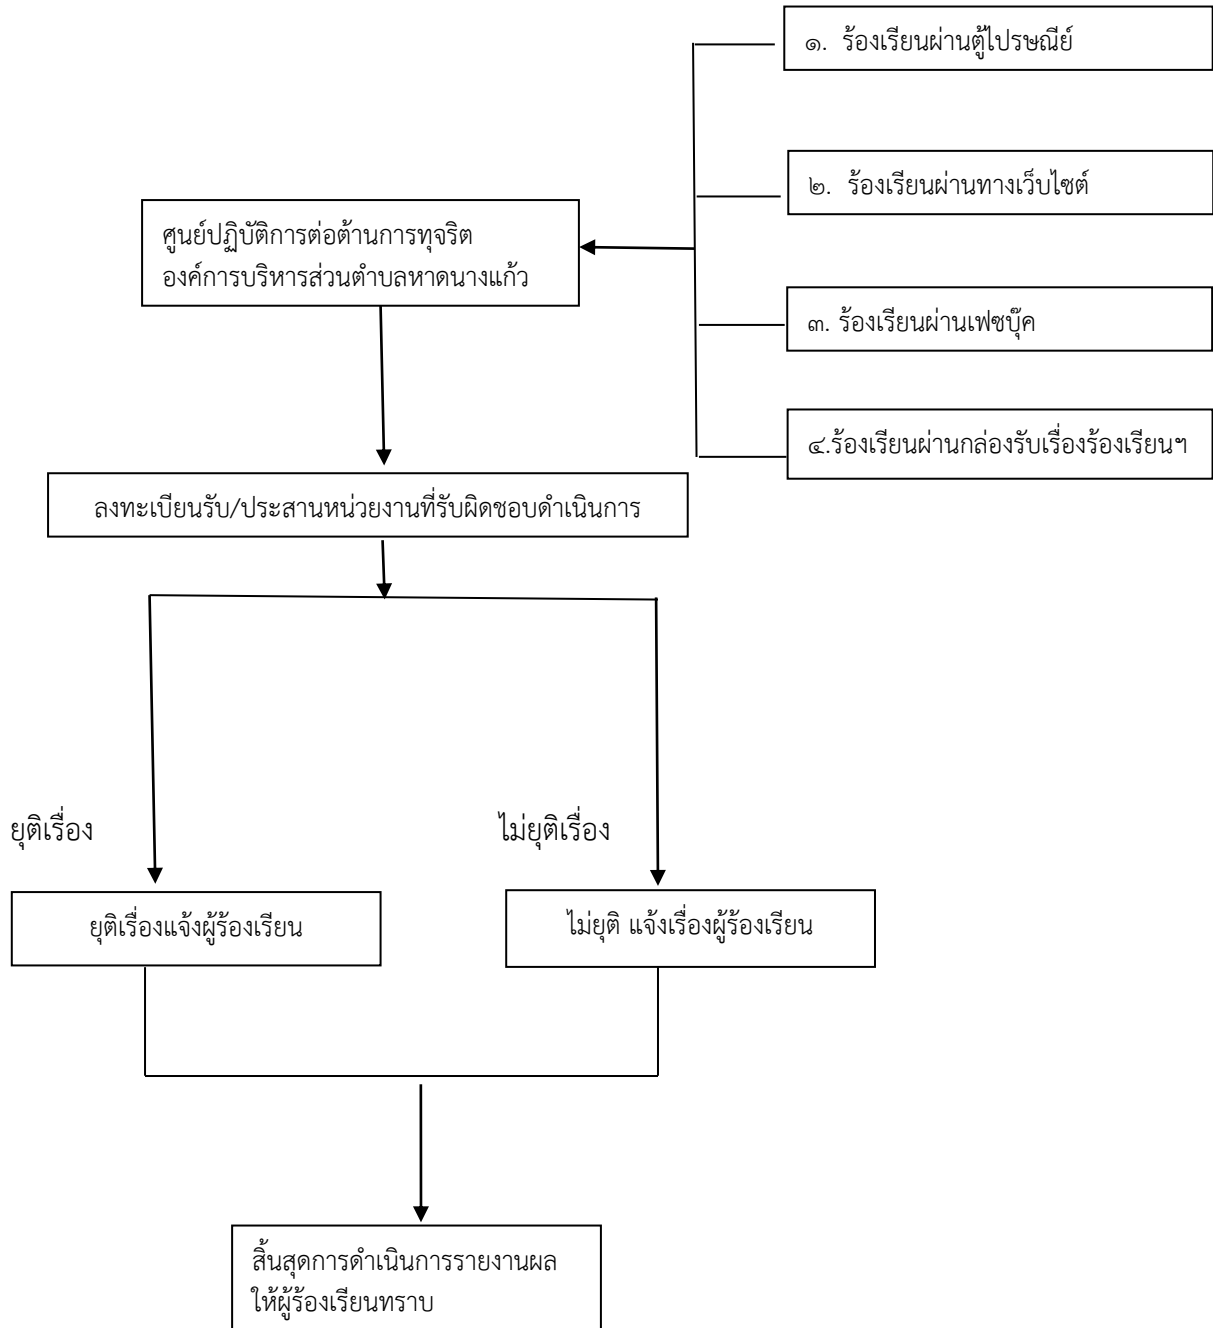 ๑. ร้องเรียนผ่านตู้ไปรษณีย์
๒. ร้องเรียนผ่านทางเว็บไซต์
ศูนย์ปฏิบัติการต่อต้านการทุจริต
องค์การบริหารส่วนตำบลหาดนางแก้ว
๓. ร้องเรียนผ่านเฟซบุ๊ค
๔.ร้องเรียนผ่านกล่องรับเรื่องร้องเรียนฯ
ลงทะเบียนรับ/ประสานหน่วยงานที่รับผิดชอบดำเนินการ
ยุติเรื่อง
ไม่ยุติเรื่อง
ยุติเรื่องแจ้งผู้ร้องเรียน
ไม่ยุติ แจ้งเรื่องผู้ร้องเรียน
สิ้นสุดการดำเนินการรายงานผล
ให้ผู้ร้องเรียนทราบ